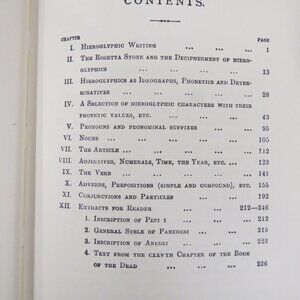 CONTENTS.
CHAPTER PAGE
I. Hieroglyphic Writing ... ... ... 1
II. The Rosetta Stone and the Decipherment of Hiero-
glyphics ... ... ... ... 13
III. Hieroglyphics as Ideographs, Phonetics and Deter-
minatives ... ... ... ... 28
IV. A Selection of Hieroglyphic Characters with their
Phonetic Values, etc. ... ... ... 43
V. Pronouns and Pronominal Suffixes ... ... 95
VI. Nouns ... ... ... ... ... 105
VII. The Article ... ... ... ... 112
VIII. Adjectives, Numerals, Time, the Year, etc. ... 123
IX. The Verb ... ... ... ... 141
X. Adverbs, Prepositions (simple and compound), etc. 155
XI. Conjunctions and Particles ... ... 192
XII. Extracts for Reader ... ... 212—246
1. Inscription of Pepi I ... ... 212
2. General Stele of Panehesi ... ... 215
3. Inscription of Anebni ... ... 223
4. Text from the CXXVth Chapter of the Book
of the Dead ... ... ... 226